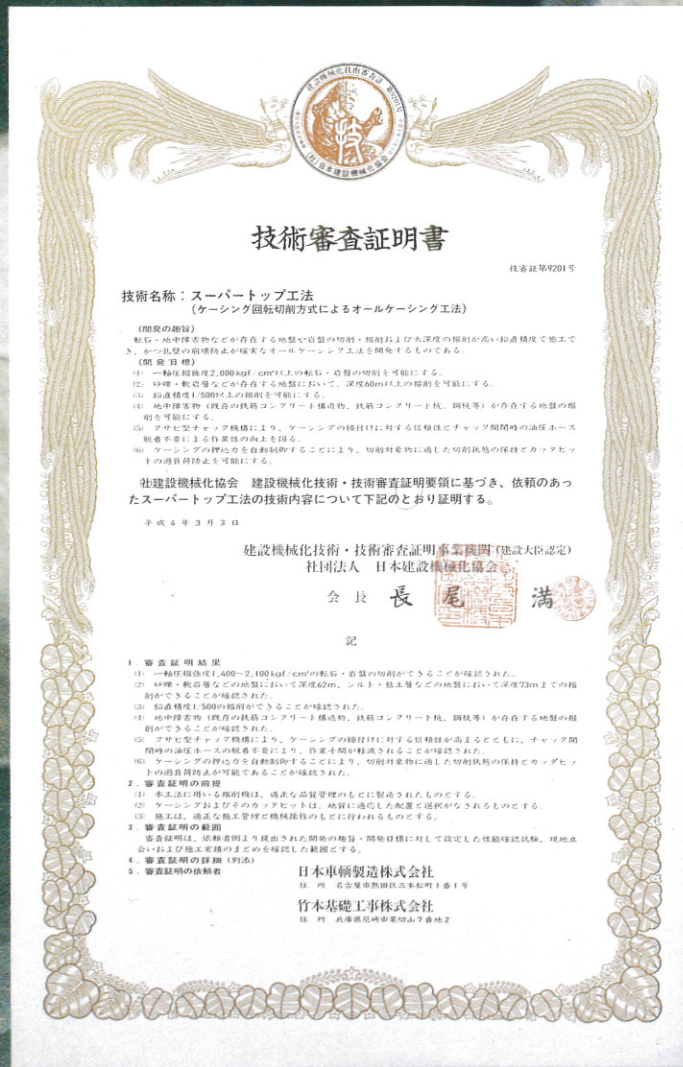 建設機械化技術審査証 第9201号
技
(社)日本建設機械化協会
技術審査証明書
技審証第9201号
技術名称：スーパートップ工法
(ケーシング回転切削方式によるオールケーシング工法)
(開発の趣旨)
転石・地中障害物などが存在する地盤や岩盤の切削・掘削および大深度の掘削が高い鉛直精度で施工で
き、かつ孔壁の崩壊防止が確実なオールケーシング工法を開発するものである。
(開発目標)
(1) 一軸圧縮強度2,000kgf/cm²以上の転石・岩盤の切削を可能にする。
(2) 砂礫・軟岩層などが存在する地盤において、深度60m以上の掘削を可能にする。
(3) 鉛直精度1/500以上の掘削を可能にする。
(4) 地中障害物（既存の鉄筋コンクリート構造物、鉄筋コンクリート杭、鋼杭等）が存在する地盤の掘
削を可能にする。
(5) クサビ型チャック機構により、ケーシングの締付けに対する信頼性とチャック開閉時の油圧ホース
脱着不要による作業性の向上を図る。
(6) ケーシングの押込力を自動制御することにより、切削対象物に適した切削状態の保持とカッタビッ
トの過負荷防止を可能にする。
㈳建設機械化協会 建設機械化技術・技術審査証明要領に基づき、依頼のあっ
たスーパートップ工法の技術内容について下記のとおり証明する。
平成4年3月3日
建設機械化技術・技術審査証明事業機関(建設大臣認定)
社団法人 日本建設機械化協会
会長 長尾 満
記
1. 審査証明結果
(1) 一軸圧縮強度1,400～2,100kgf/cm²の転石・岩盤の切削ができることが確認された。
(2) 砂礫・軟岩層などの地盤において深度62m、シルト・粘土層などの地盤において深度73mまでの掘
削ができることが確認された。
(3) 鉛直精度1/500の掘削ができることが確認された。
(4) 地中障害物（既存の鉄筋コンクリート構造物、鉄筋コンクリート杭、鋼杭等）が存在する地盤の掘
削ができることが確認された。
(5) クサビ型チャック機構により、ケーシングの締付けに対する信頼性が高まるとともに、チャック開
閉時の油圧ホースの脱着不要により、作業手間が軽減されることが確認された。
(6) ケーシングの押込力を自動制御することにより、切削対象物に適した切削状態の保持とカッタビッ
トの過負荷防止が可能であることが確認された。
2. 審査証明の前提
(1) 本工法に用いる掘削機は、適正な品質管理のもとに製造されたものとする。
(2) ケーシングおよびそのカッタビットは、地質に適応した配置と選択がなされるものとする。
(3) 施工は、適正な施工管理と機械操作のもとに行われるものとする。
3. 審査証明の範囲
審査証明は、依頼者側より提出された開発の趣旨・開発目標に対して設定した性能確認試験、現地立
会いおよび施工実績のまとめを確認した範囲とする。
4. 審査証明の詳細（別添）
5. 審査証明の依頼者 日本車輌製造株式会社
住所 名古屋市熱田区三本松町1番1号
竹本基礎工事株式会社
住所 兵庫県尼崎市栗山7番地2